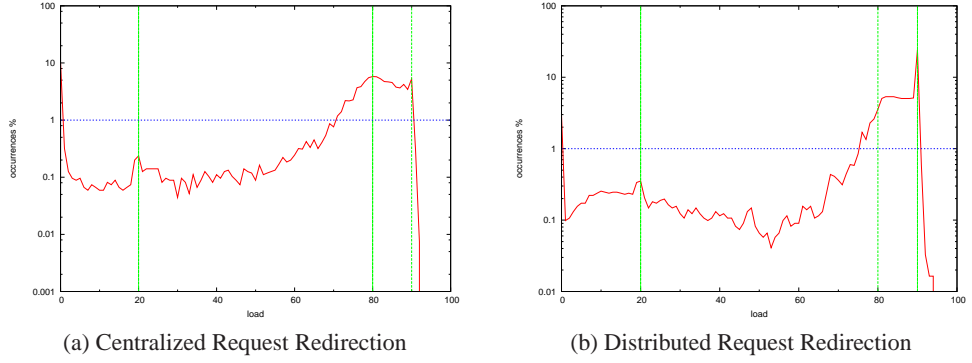 100
10
1
0.1
0.01
0.001
occurrences %
0 20 40 60 80 100
load
(a) Centralized Request Redirection
100
10
1
0.1
0.01
occurrences %
0 20 40 60 80 100
load
(b) Distributed Request Redirection